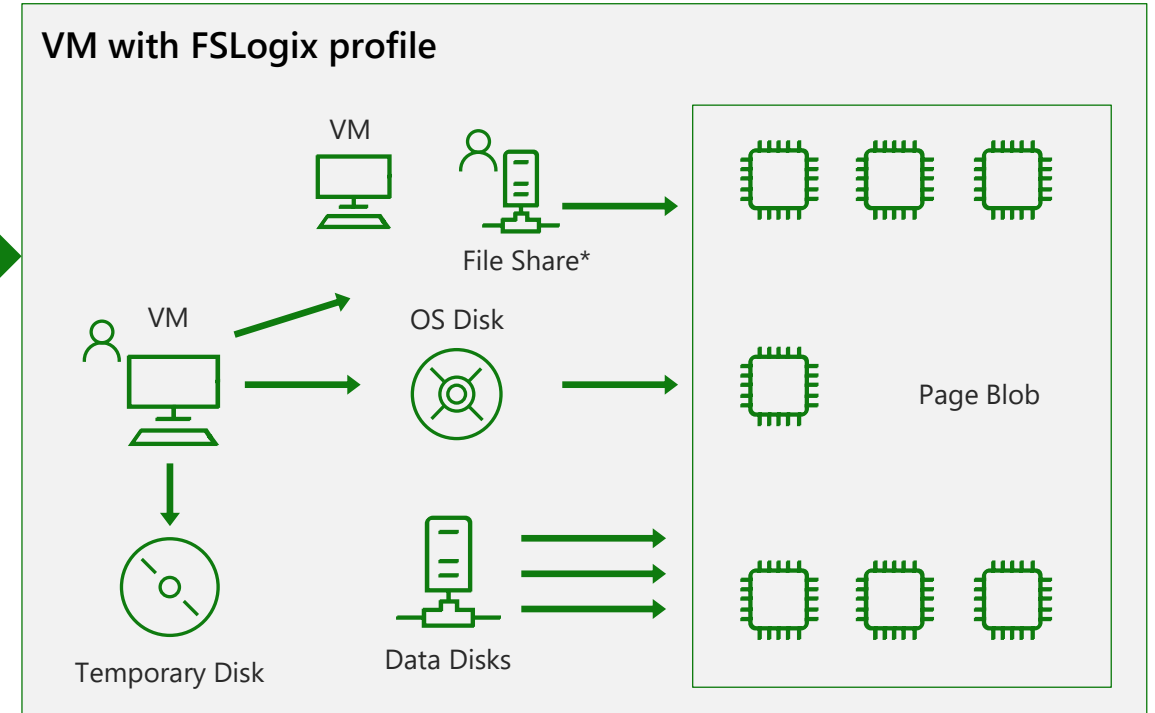 VM with FSLogix profile
VM
File Share*
VM
OS Disk
Page Blob
Data Disks
Temporary Disk